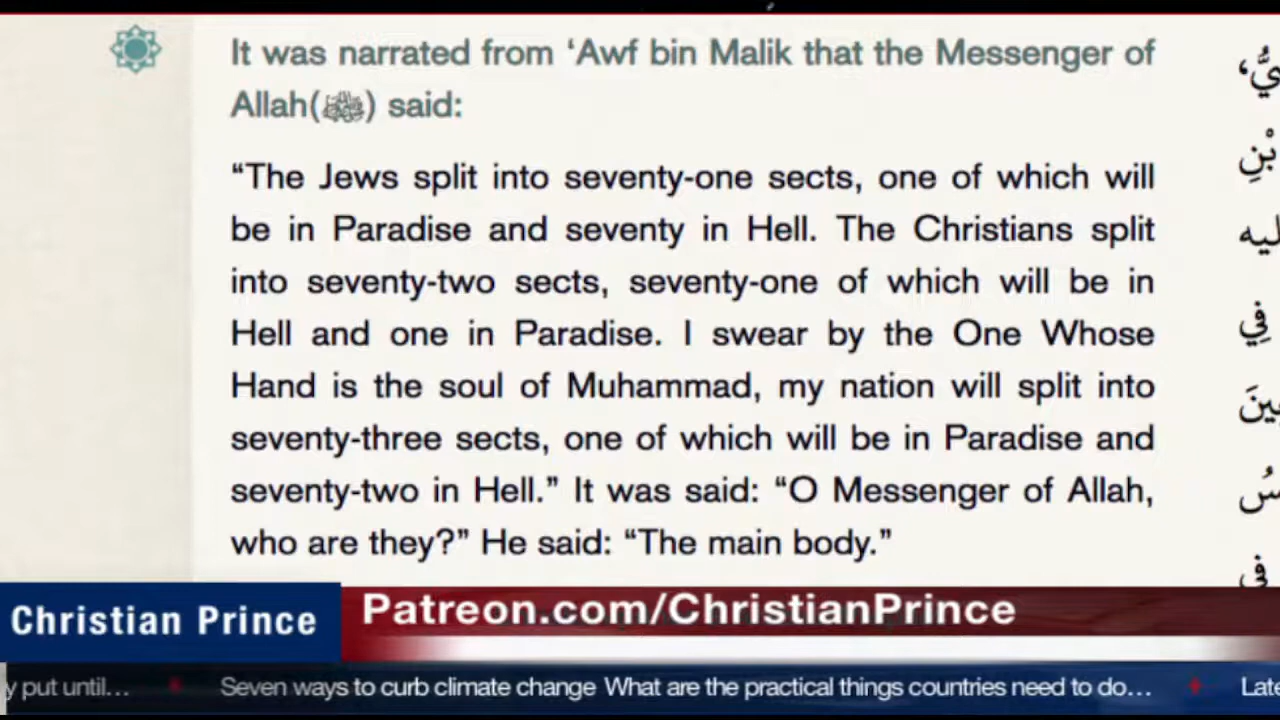 It was narrated from ‘Awf bin Malik that the Messenger of
Allah(ﷺ) said:
“The Jews split into seventy-one sects, one of which will
be in Paradise and seventy in Hell. The Christians split
into seventy-two sects, seventy-one of which will be in
Hell and one in Paradise. I swear by the One Whose
Hand is the soul of Muhammad, my nation will split into
seventy-three sects, one of which will be in Paradise and
seventy-two in Hell.” It was said: “O Messenger of Allah,
who are they?” He said: “The main body.”
بْنِ
فِي
Christian Prince
Patreon.com/ChristianPrince
y put until... Seven ways to curb climate change What are the practical things countries need to do... Late